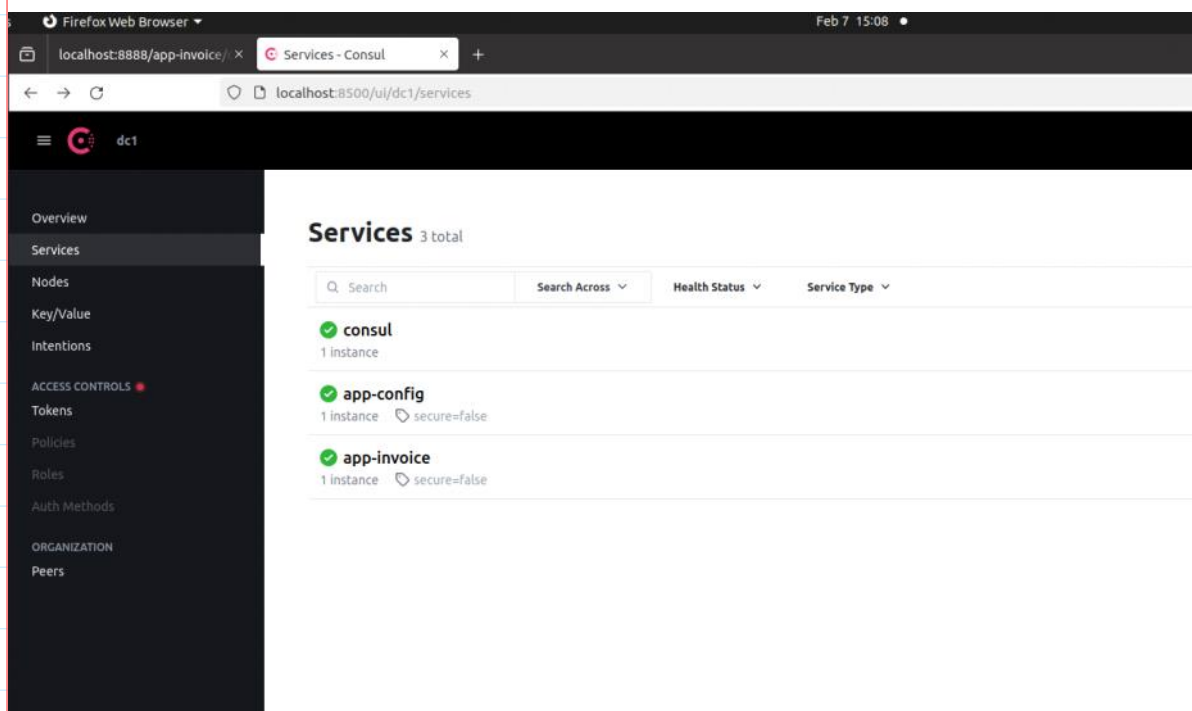 Firefox Web Browser
Feb 7 15:08
localhost:8888/app-invoice/
Services - Consul
localhost:8500/ui/dc1/services
dc1
Overview
Services
Nodes
Key/Value
Intentions
ACCESS CONTROLS
Tokens
Policies
Roles
Auth Methods
ORGANIZATION
Peers
Services 3 total
Search Search Across Health Status Service Type
consul
1 instance
app-config
1 instance secure=false
app-invoice
1 instance secure=false